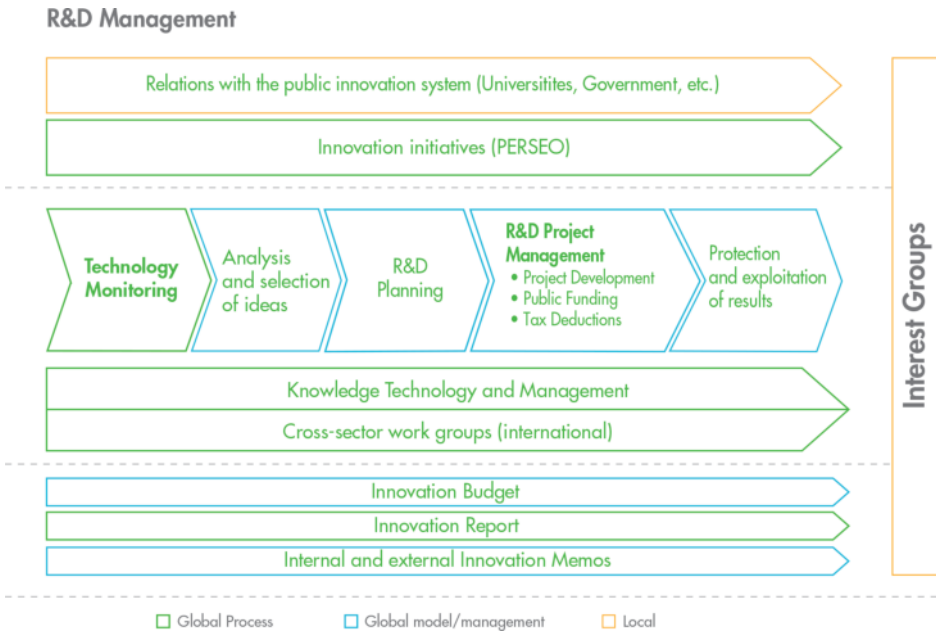 R&D Management
Relations with the public innovation system (Universitites, Government, etc.)
Innovation initiatives (PERSEO)
Technology
Monitoring
Analysis
and selection
of ideas
R&D
Planning
R&D Project
Management
• Project Development
• Public Funding
• Tax Deductions
Protection
and exploitation
of results
Knowledge Technology and Management
Cross-sector work groups (international)
Innovation Budget
Innovation Report
Internal and external Innovation Memos
Interest Groups
Global Process
Global model/management
Local